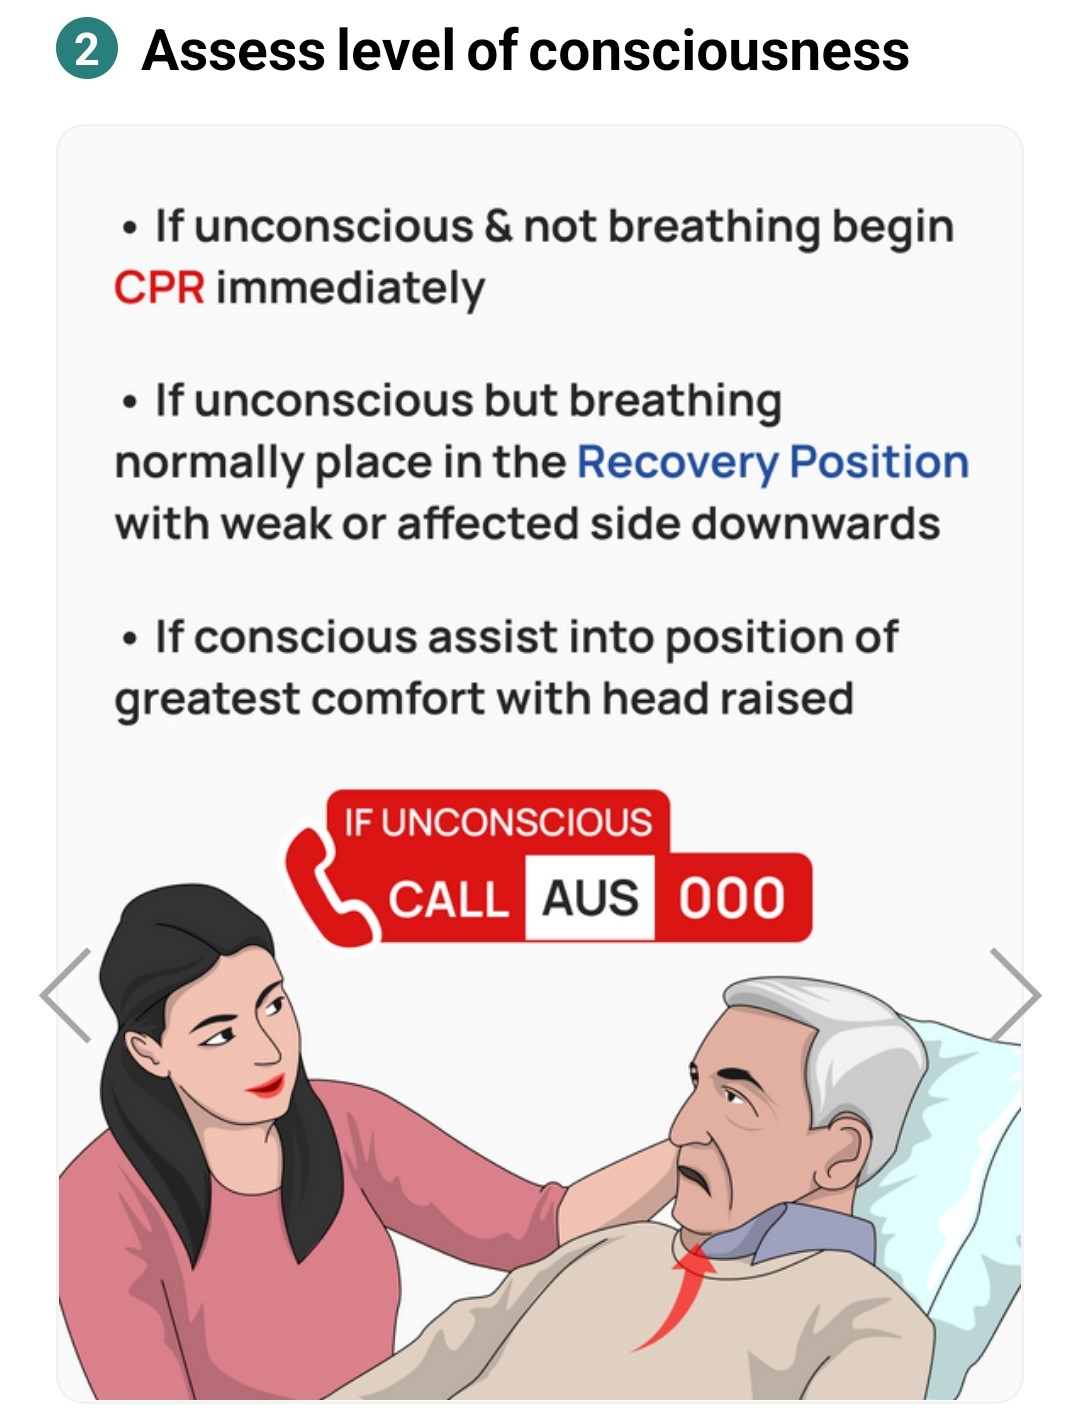 2 Assess level of consciousness
• If unconscious & not breathing begin
CPR immediately
• If unconscious but breathing
normally place in the Recovery Position
with weak or affected side downwards
• If conscious assist into position of
greatest comfort with head raised
IF UNCONSCIOUS
CALL AUS 000